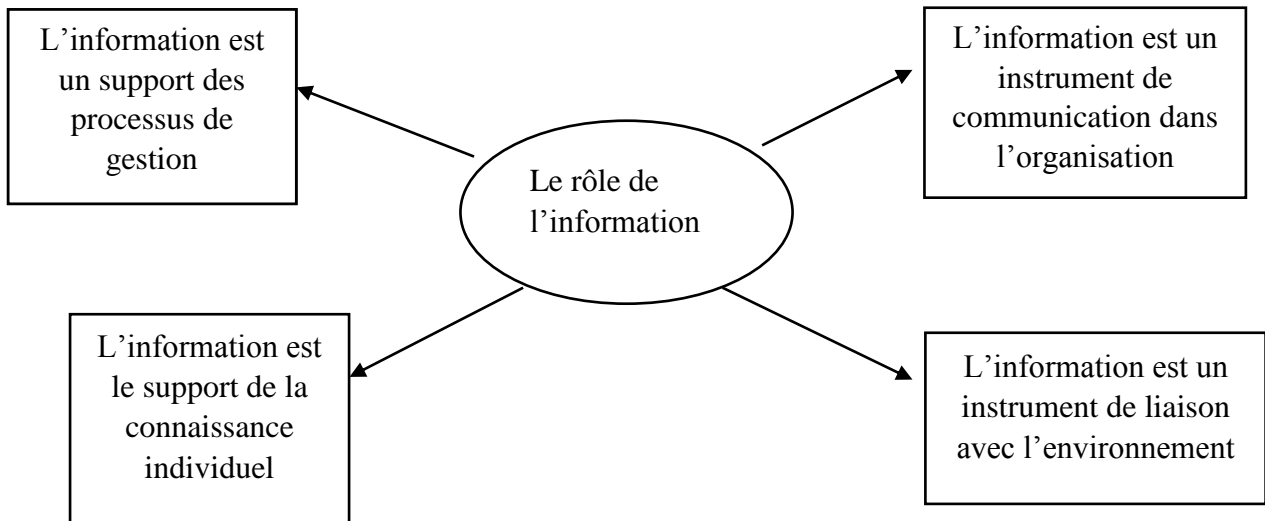 L’information est
un support des
processus de
gestion
L’information est un
instrument de
communication dans
l’organisation
Le rôle de
l’information
L’information est
le support de la
connaissance
individuel
L’information est un
instrument de liaison
avec l’environnement